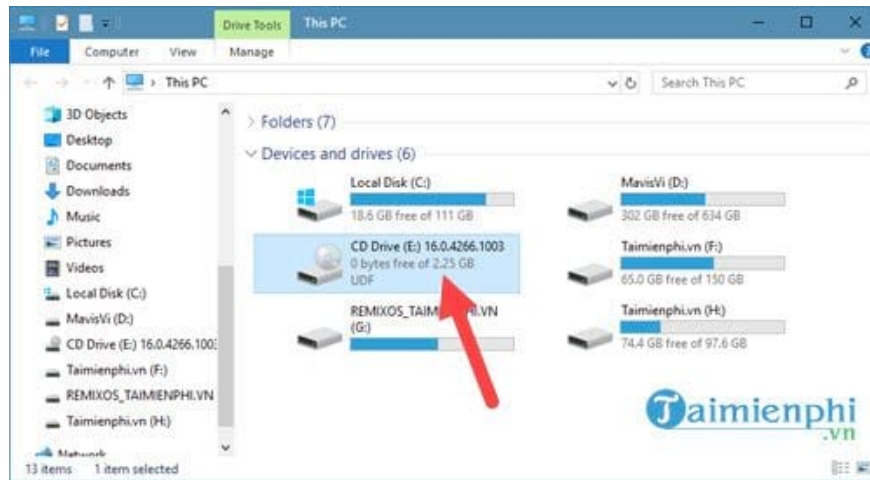 Drive Tools
This PC
File
Computer
View
Manage
This PC
Search This PC
3D Objects
Desktop
Documents
Downloads
Music
Pictures
Videos
Local Disk (C:)
MavisVi (D:)
CD Drive (E:) 16.0.4266.1003
Taimienphi.vn (F:)
REMIXOS_TAIMIENPHI.VN
Taimienphi.vn (H:)
Network
Folders (7)
Devices and drives (6)
Local Disk (C:)
18.6 GB free of 111 GB
MavisVi (D:)
302 GB free of 634 GB
CD Drive (E:) 16.0.4266.1003
0 bytes free of 2.25 GB
UDF
Taimienphi.vn (F:)
65.0 GB free of 150 GB
REMIXOS_TAIMIENPHI.VN
(G:)
Taimienphi.vn (H:)
74.4 GB free of 97.6 GB
Taimienphi
.vn
13 items
1 item selected